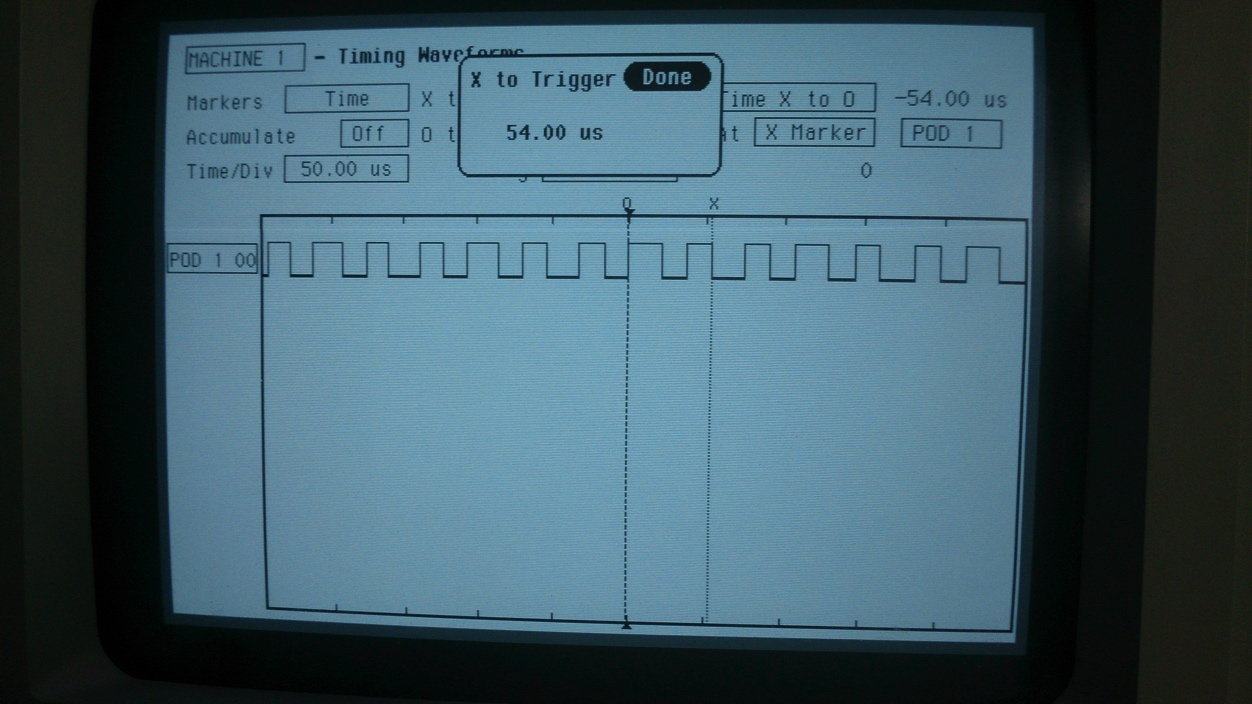 MACHINE 1 - Timing Waveforms
X to Trigger Done
Markers Time X t Time X to O -54.00 us
54.00 us
Accumulate Off O t at X Marker POD 1
Time/Div 50.00 us 0
O X
POD 1 00